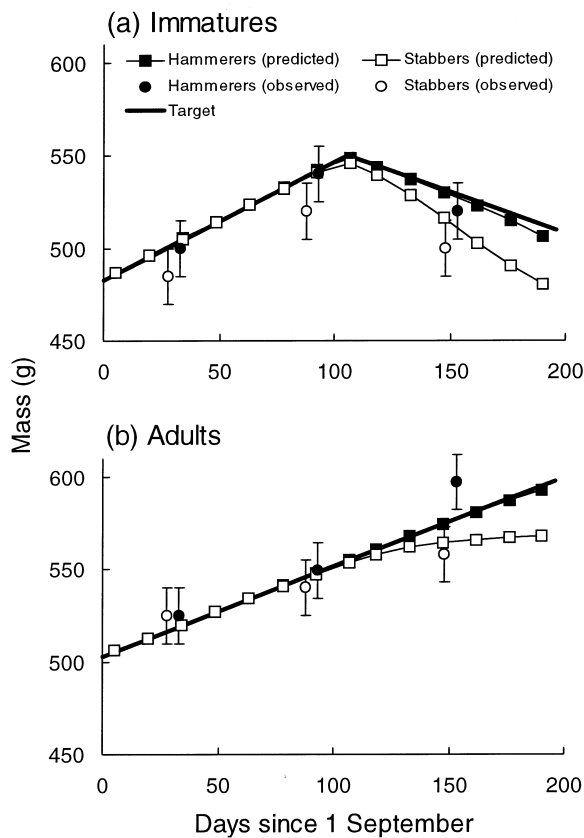 (a) Immatures
600
Hammerers (predicted) Stabbers (predicted)
Hammerers (observed) Stabbers (observed)
Target
550
500
450
0 50 100 150 200
Mass (g)
(b) Adults
600
550
500
450
0 50 100 150 200
Days since 1 September